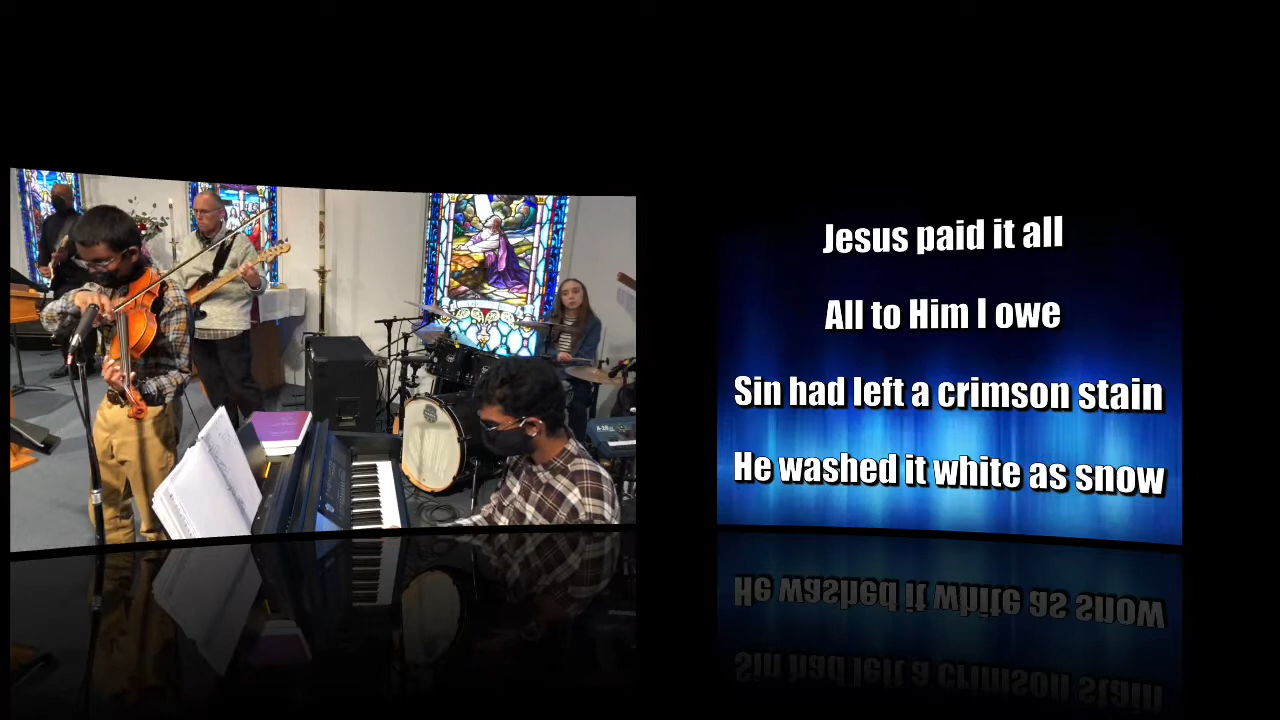 Jesus paid it all
All to Him I owe
Sin had left a crimson stain
He washed it white as snow